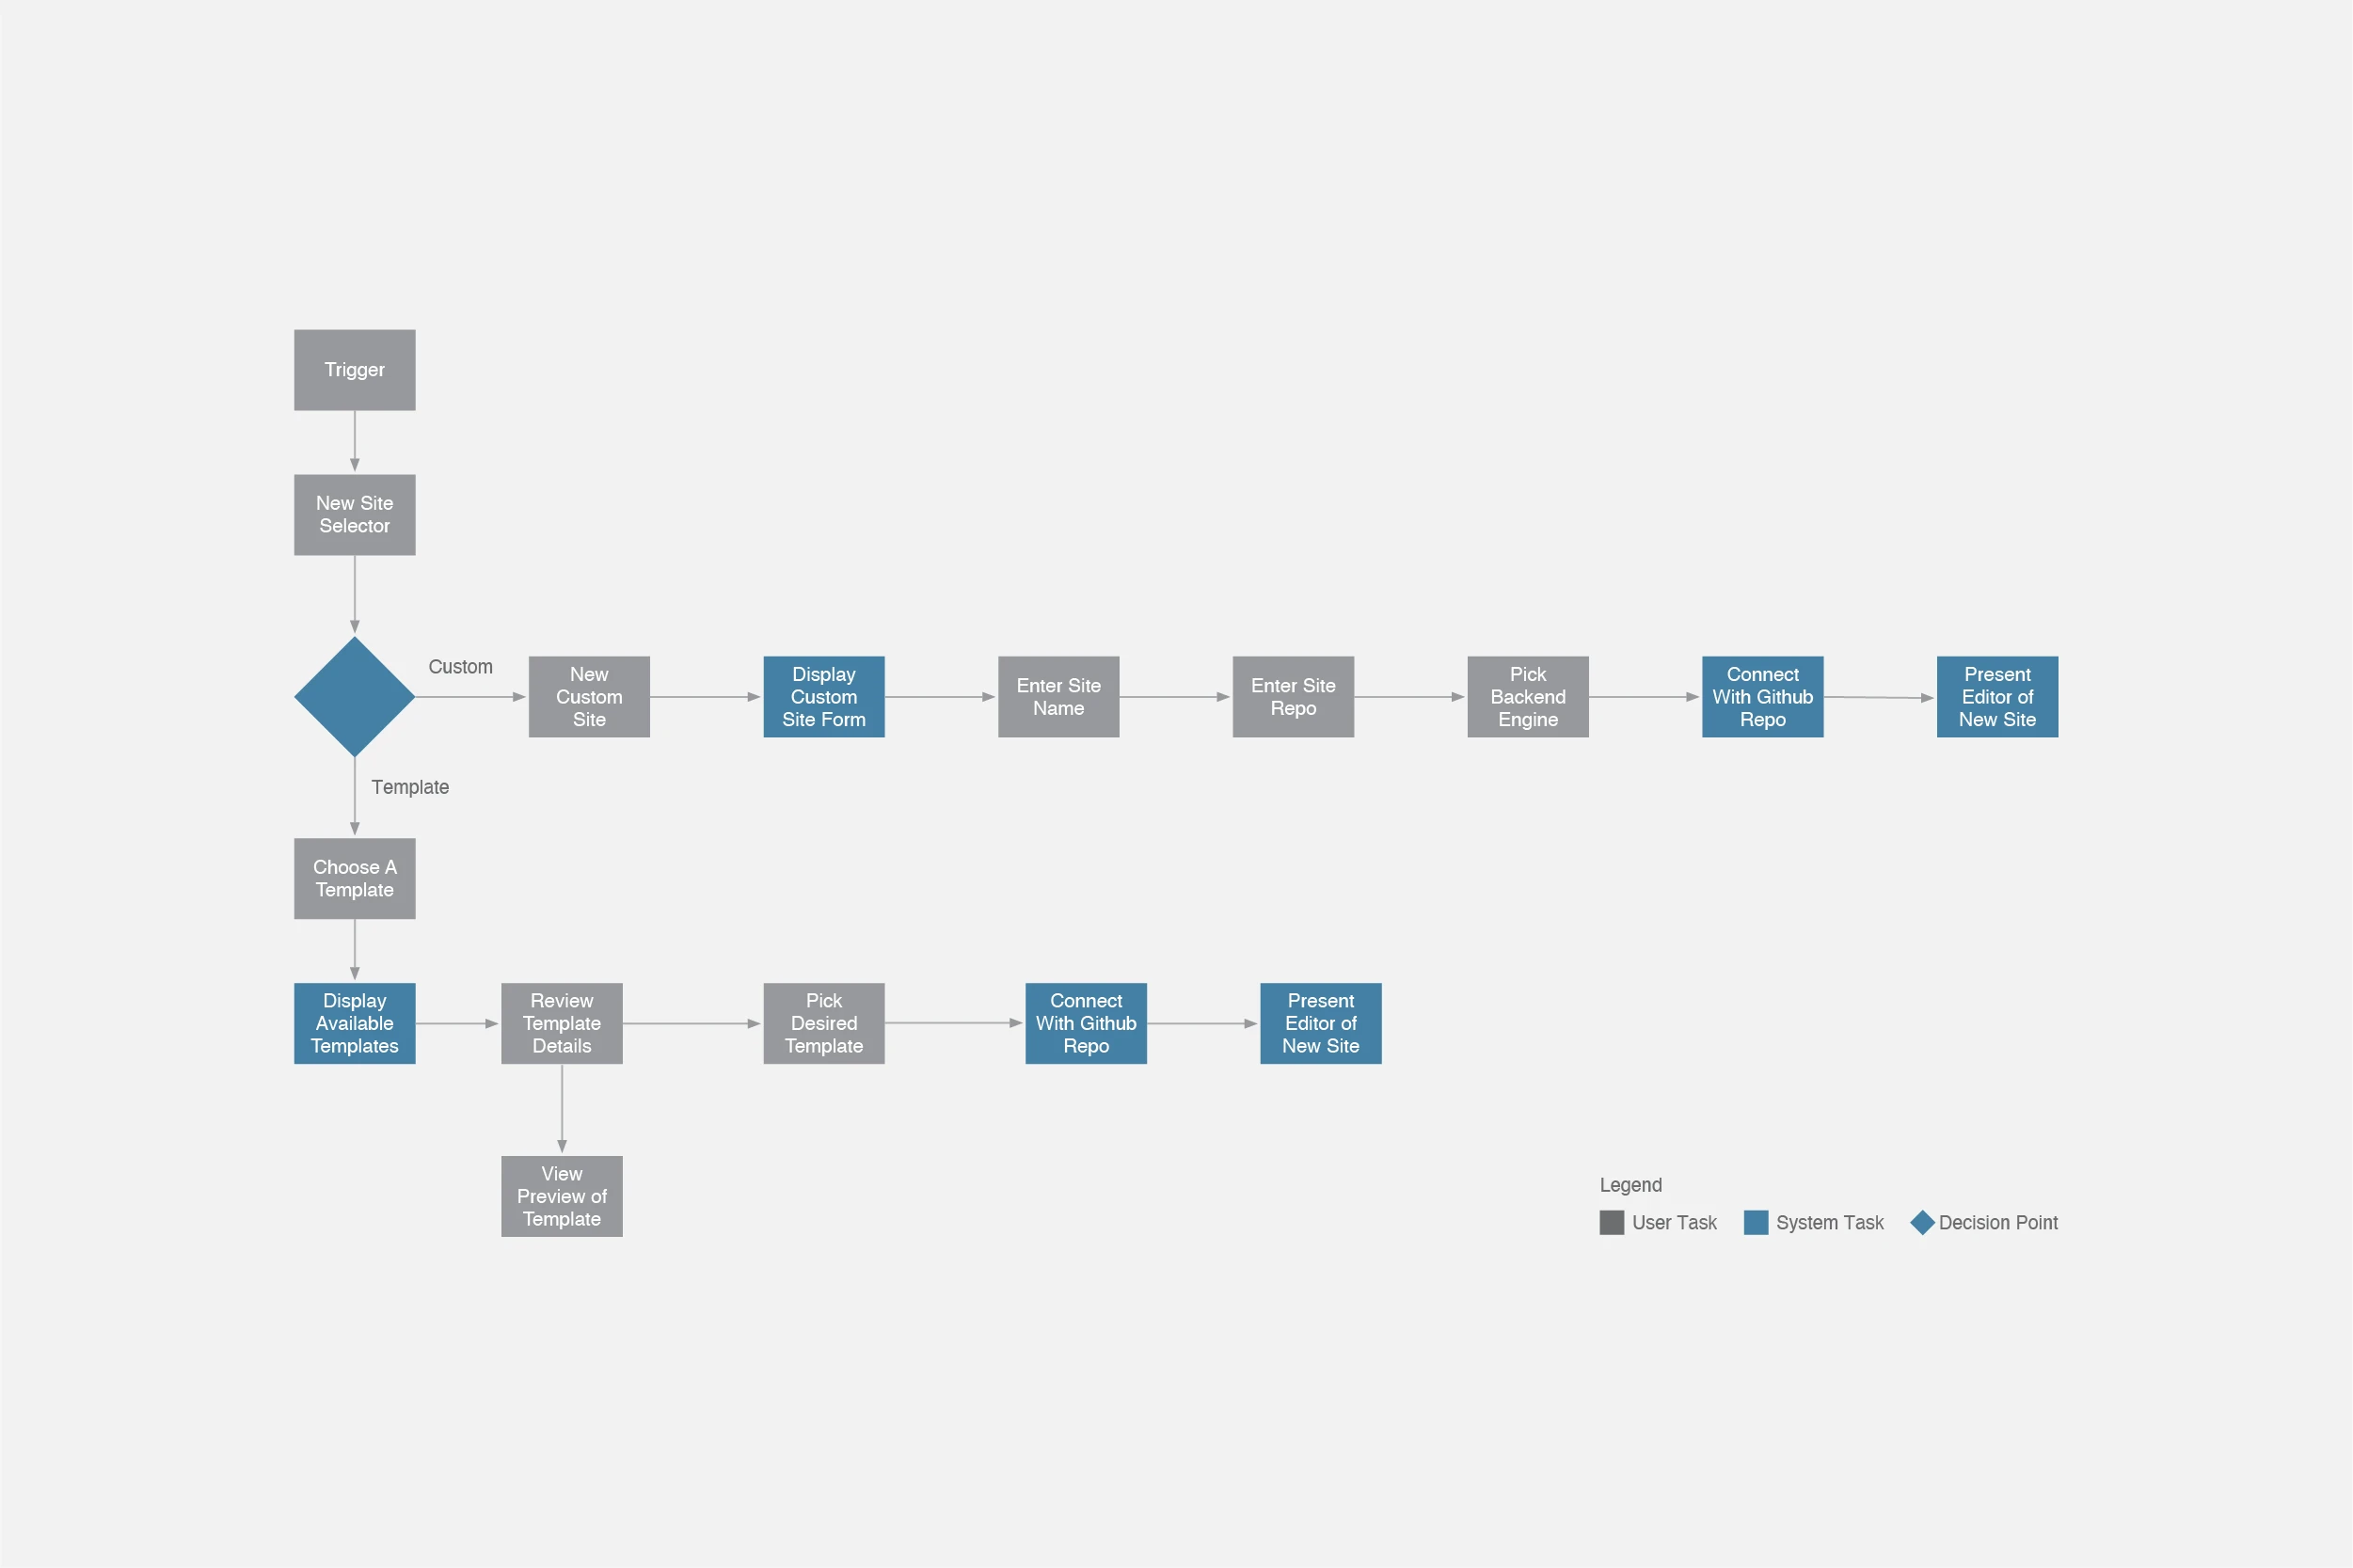 Trigger
New Site
Selector
Custom
New
Custom
Site
Display
Custom
Site Form
Enter Site
Name
Enter Site
Repo
Pick
Backend
Engine
Connect
With Github
Repo
Present
Editor of
New Site
Template
Choose A
Template
Display
Available
Templates
Review
Template
Details
Pick
Desired
Template
Connect
With Github
Repo
Present
Editor of
New Site
View
Preview of
Template
Legend
User Task
System Task
Decision Point